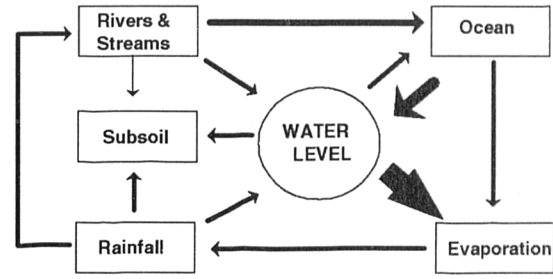 Rivers &
Streams
Ocean
Subsoil
WATER
LEVEL
Rainfall
Evaporation